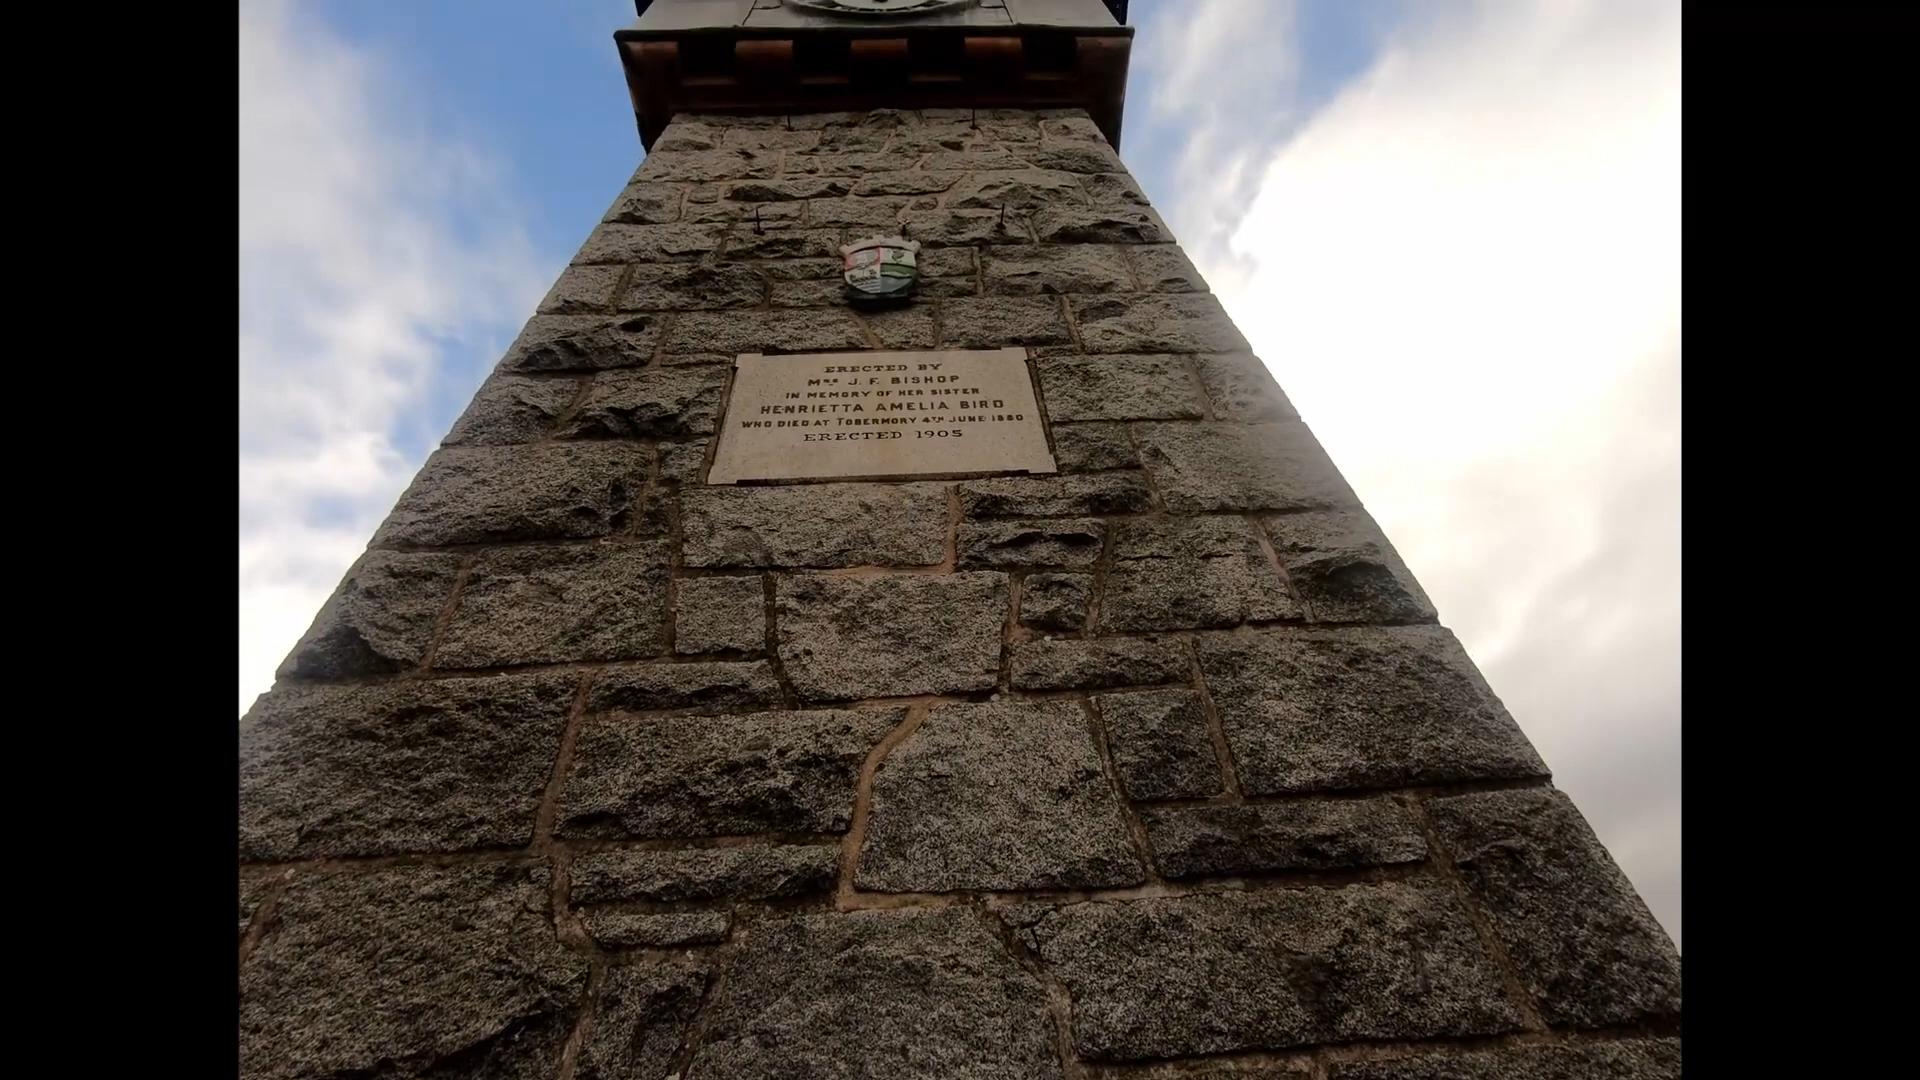 ERECTED BY
MRS J. F. BISHOP
IN MEMORY OF HER SISTER
HENRIETTA AMELIA BIRD
WHO DIED AT TOBERMORY 4TH JUNE 1880
ERECTED 1905